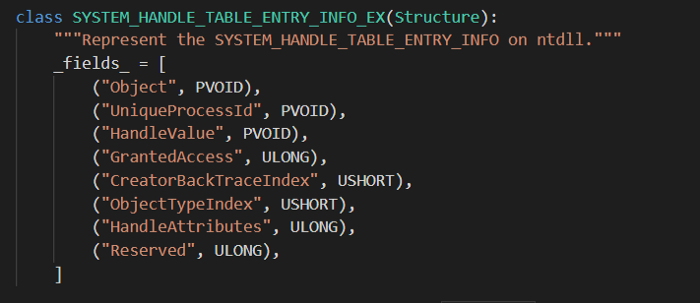 class SYSTEM_HANDLE_TABLE_ENTRY_INFO_EX(Structure):
    """Represent the SYSTEM_HANDLE_TABLE_ENTRY_INFO on ntdll."""
    _fields_ = [
        ("Object", PVOID),
        ("UniqueProcessId", PVOID),
        ("HandleValue", PVOID),
        ("GrantedAccess", ULONG),
        ("CreatorBackTraceIndex", USHORT),
        ("ObjectTypeIndex", USHORT),
        ("HandleAttributes", ULONG),
        ("Reserved", ULONG),
    ]